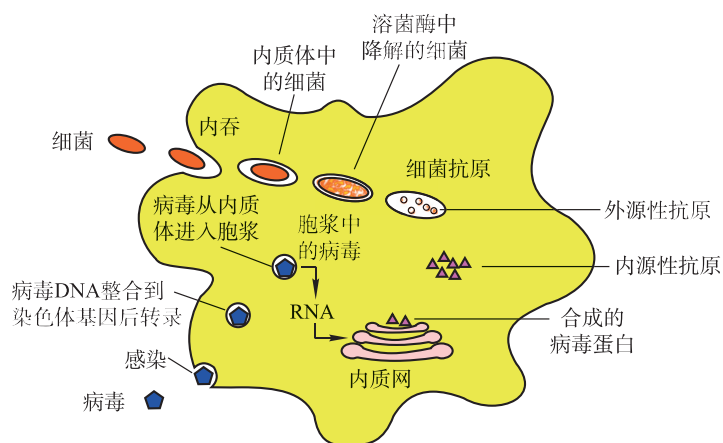 溶菌酶中
降解的细菌
内质体中
的细菌
内吞
细菌
细菌抗原
病毒从内质
体进入胞浆
胞浆中
的病毒
外源性抗原
内源性抗原
病毒DNA整合到
染色体基因后转录
RNA
合成的
病毒蛋白
感染
内质网
病毒